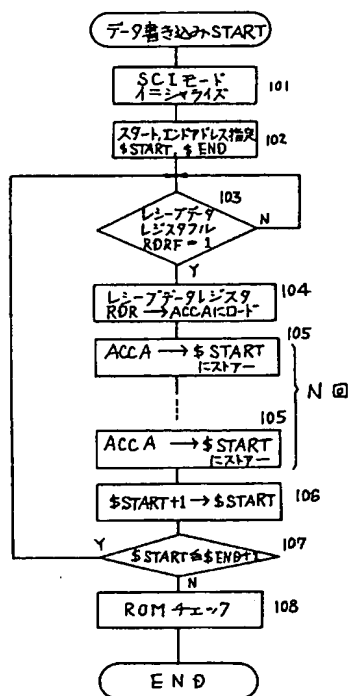 データ書き込みSTART
SCIモード
イニシャライズ
101
スタート,エンドアドレス指定
$START, $END
102
103
レシーブデータ
レジスタフル
RDRF = 1
N
Y
レシーブデータレジスタ
RDR → ACCAにロード
104
105
ACCA → $START
にストアー
N回
105
ACCA → $START
にストアー
$START+1 → $START
106
Y
$START ≦ $END+1
107
N
ROM チェック
108
END